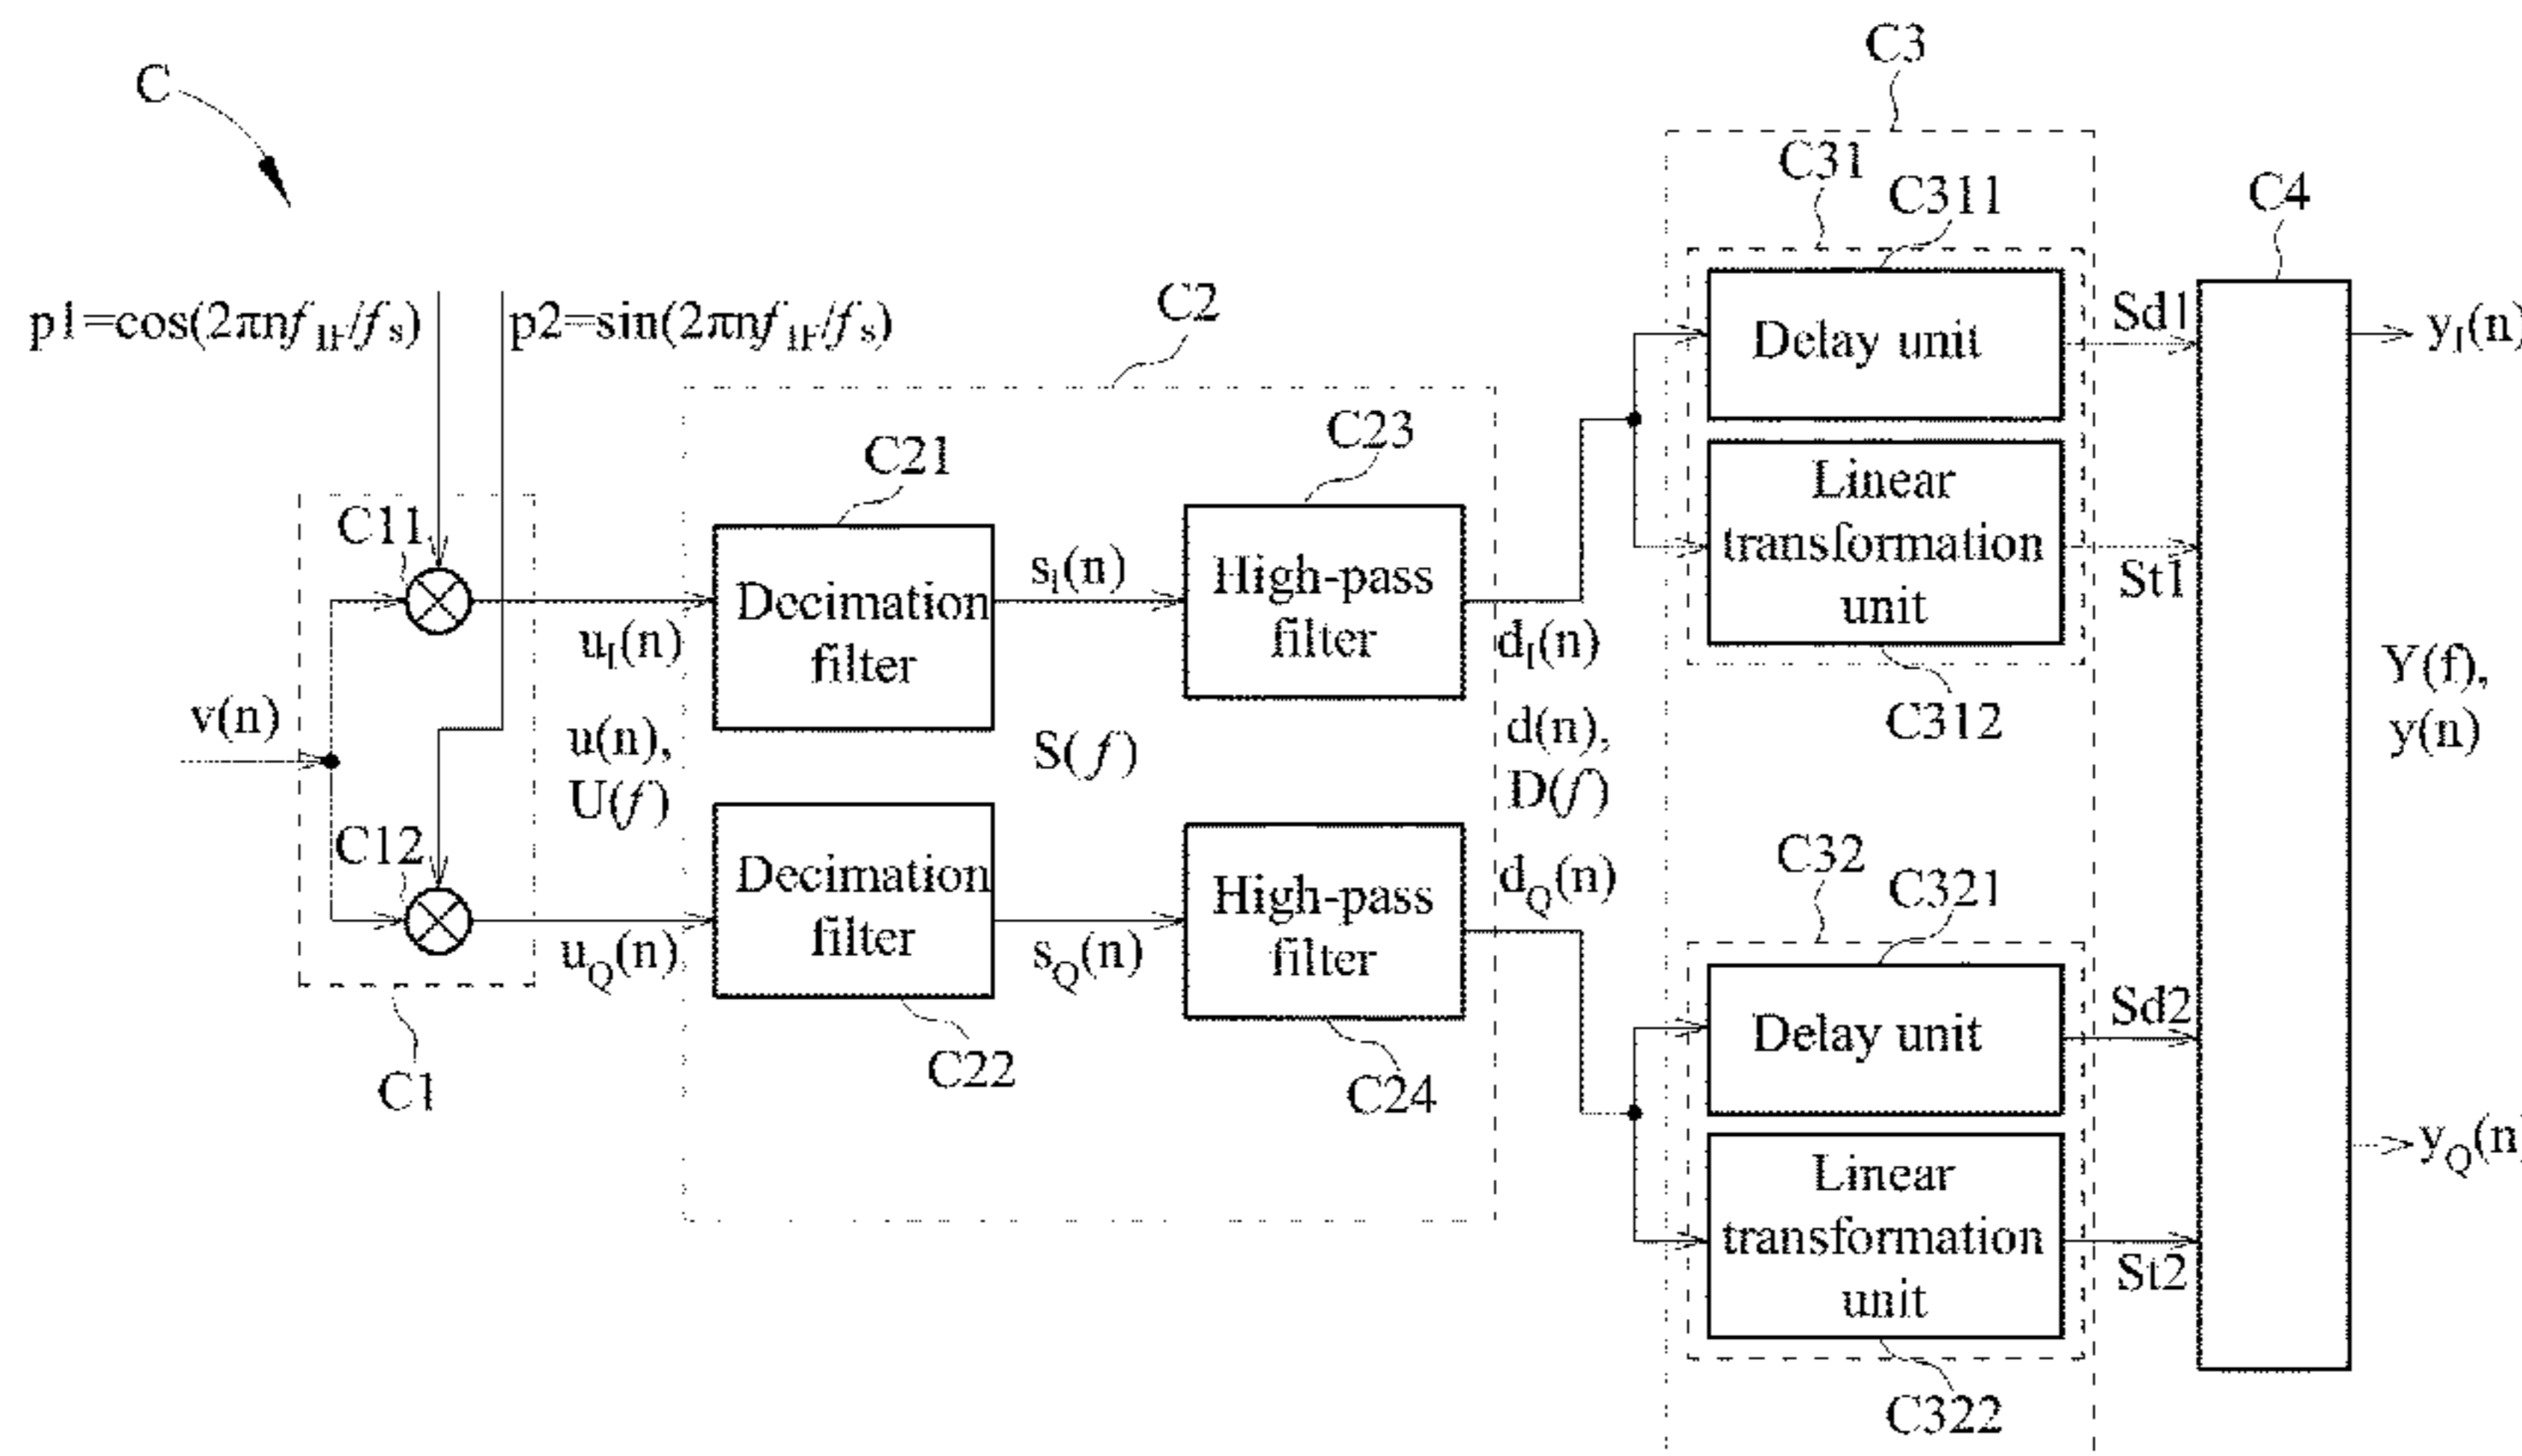 C3
C
C31
C311
C4
C2
p1=cos(2πnf_IF/f_s)
p2=sin(2πnf_IF/f_s)
Delay unit
Sd1
y_I(n)
C21
C23
C11
Decimation
filter
s_I(n)
High-pass
filter
Linear
transformation
unit
St1
u_I(n)
d_I(n)
C312
v(n)
u(n),
U(f)
S(f)
d(n),
D(f)
Y(f),
y(n)
C12
Decimation
filter
High-pass
filter
d_Q(n)
C32
C321
u_Q(n)
s_Q(n)
Delay unit
Sd2
C1
C22
C24
y_Q(n)
Linear
transformation
unit
St2
C322